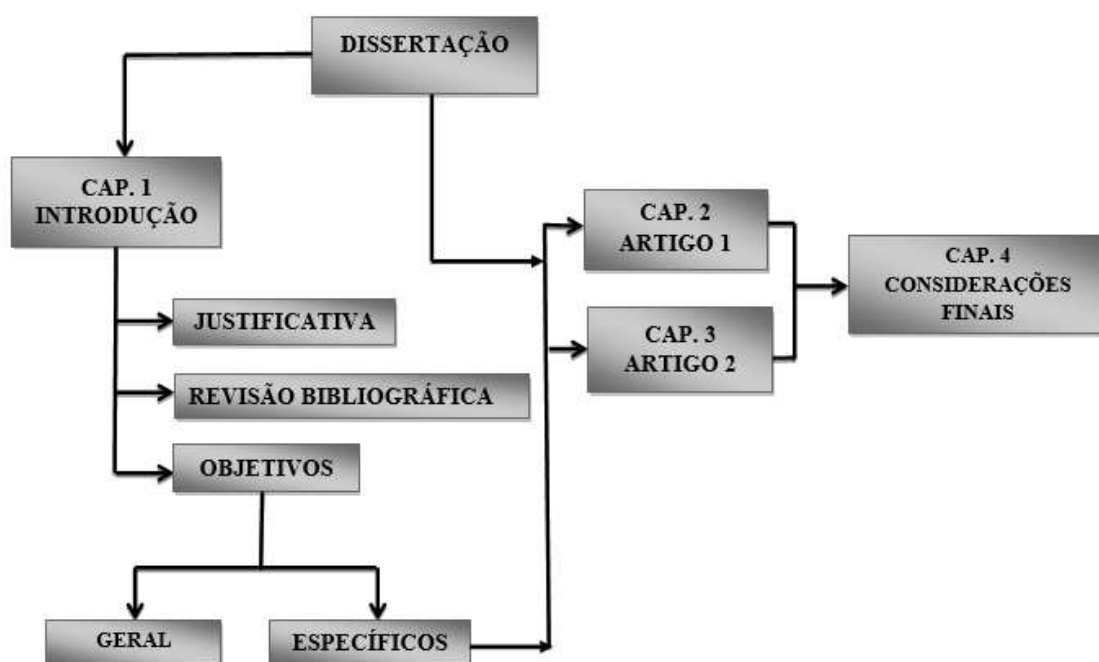 DISSERTAÇÃO
CAP. 1
INTRODUÇÃO
JUSTIFICATIVA
REVISÃO BIBLIOGRÁFICA
OBJETIVOS
GERAL
ESPECÍFICOS
CAP. 2
ARTIGO 1
CAP. 3
ARTIGO 2
CAP. 4
CONSIDERAÇÕES
FINAIS